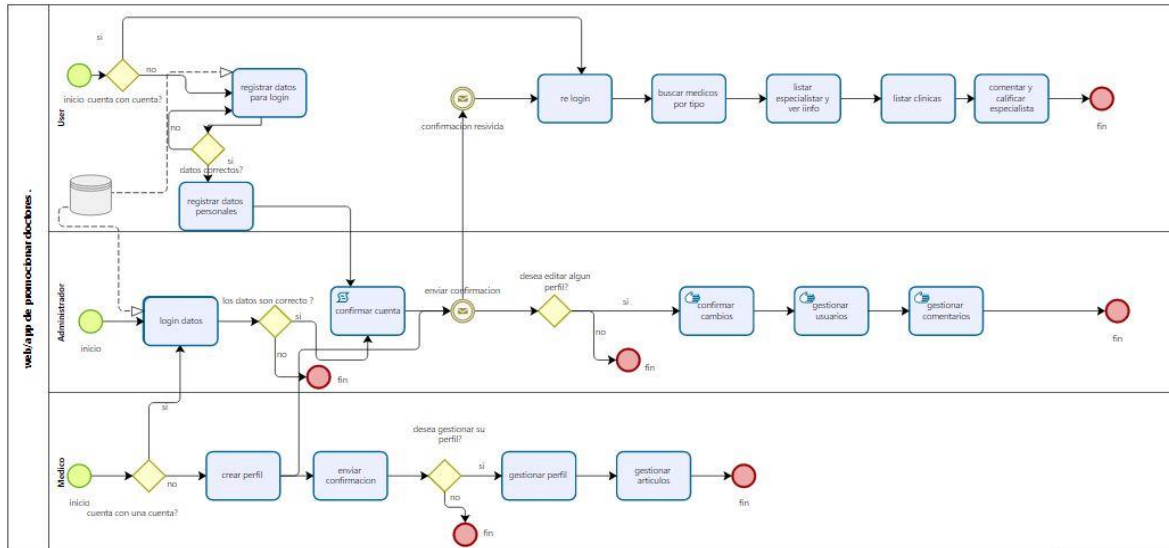 web/app de promocionar doctores .
User
si
inicio
cuenta con cuenta?
no
registrar datos
para login
no
si
datos correctos?
registrar datos
personales
confirmacion resivida
re login
buscar medicos
por tipo
listar
especialistar y
ver iinfo
listar clinicas
comentar y
calificar
especialista
fin
Administrador
inicio
login datos
los datos son correcto ?
si
no
fin
confirmar cuenta
enviar confirmacion
desea editar algun
perfil?
si .
no
fin
confirmar
cambios
gestionar
usuarios
gestionar
comentarios
fin
Medico
inicio
si
no
cuenta con una cuenta?
crear perfil
enviar
confirmacion
desea gestionar su
perfil?
si
no
fin
gestionar perfil
gestionar
articulos
fin